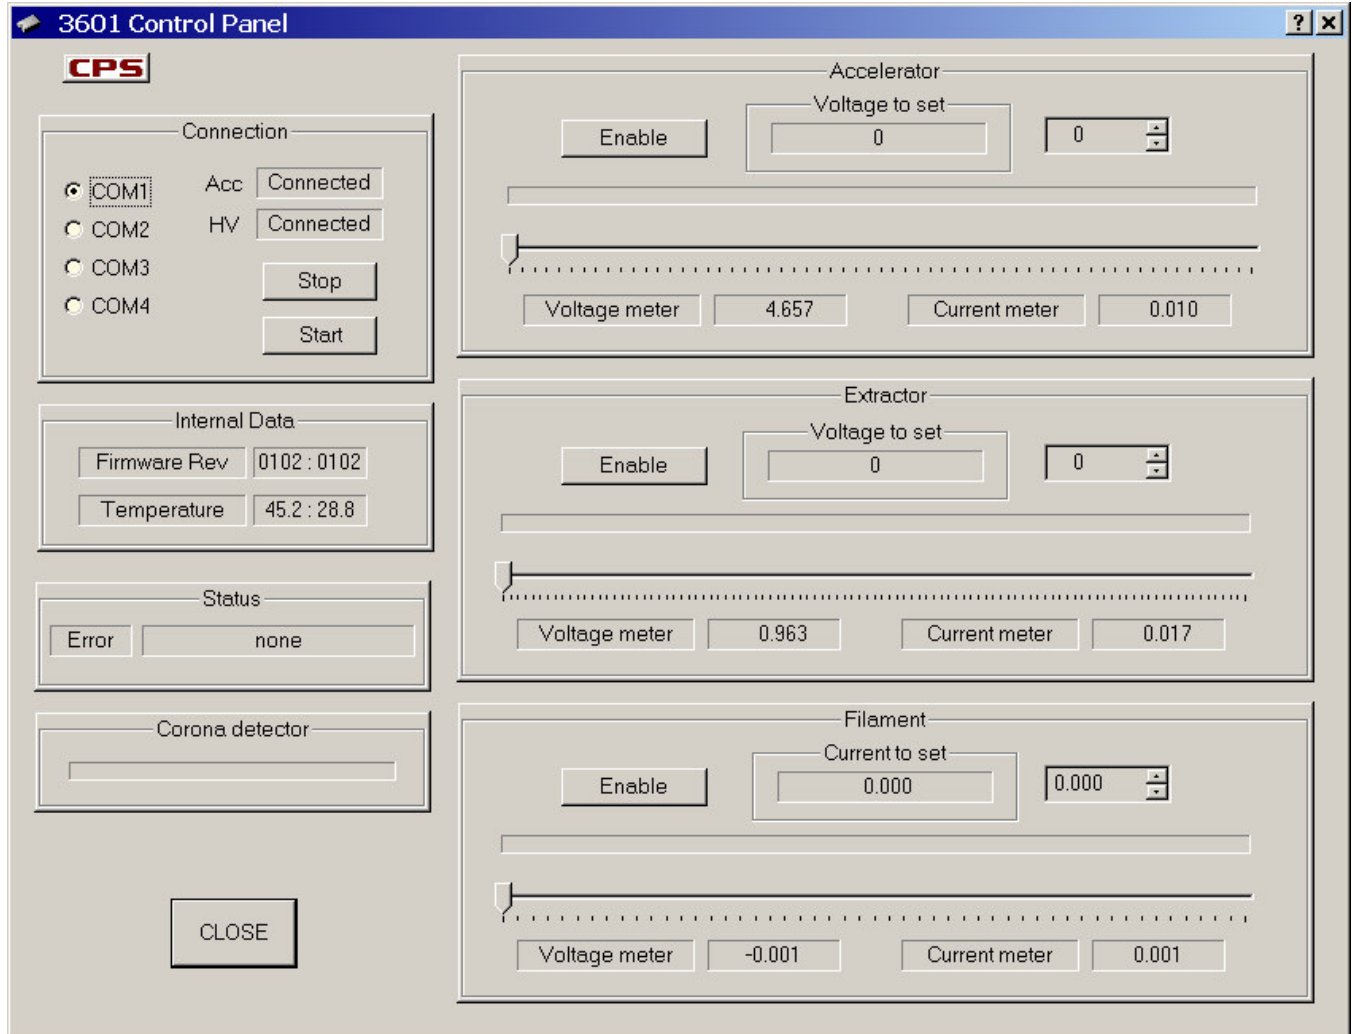 3601 Control Panel
CPS
Connection
COM1
COM2
COM3
COM4
Acc Connected
HV Connected
Stop
Start
Internal Data
Firmware Rev 0102 : 0102
Temperature 45.2 : 28.8
Status
Error none
Corona detector
CLOSE
Accelerator
Voltage to set
Enable 0 0
Voltage meter 4.657 Current meter 0.010
Extractor
Voltage to set
Enable 0 0
Voltage meter 0.963 Current meter 0.017
Filament
Current to set
Enable 0.000 0.000
Voltage meter -0.001 Current meter 0.001